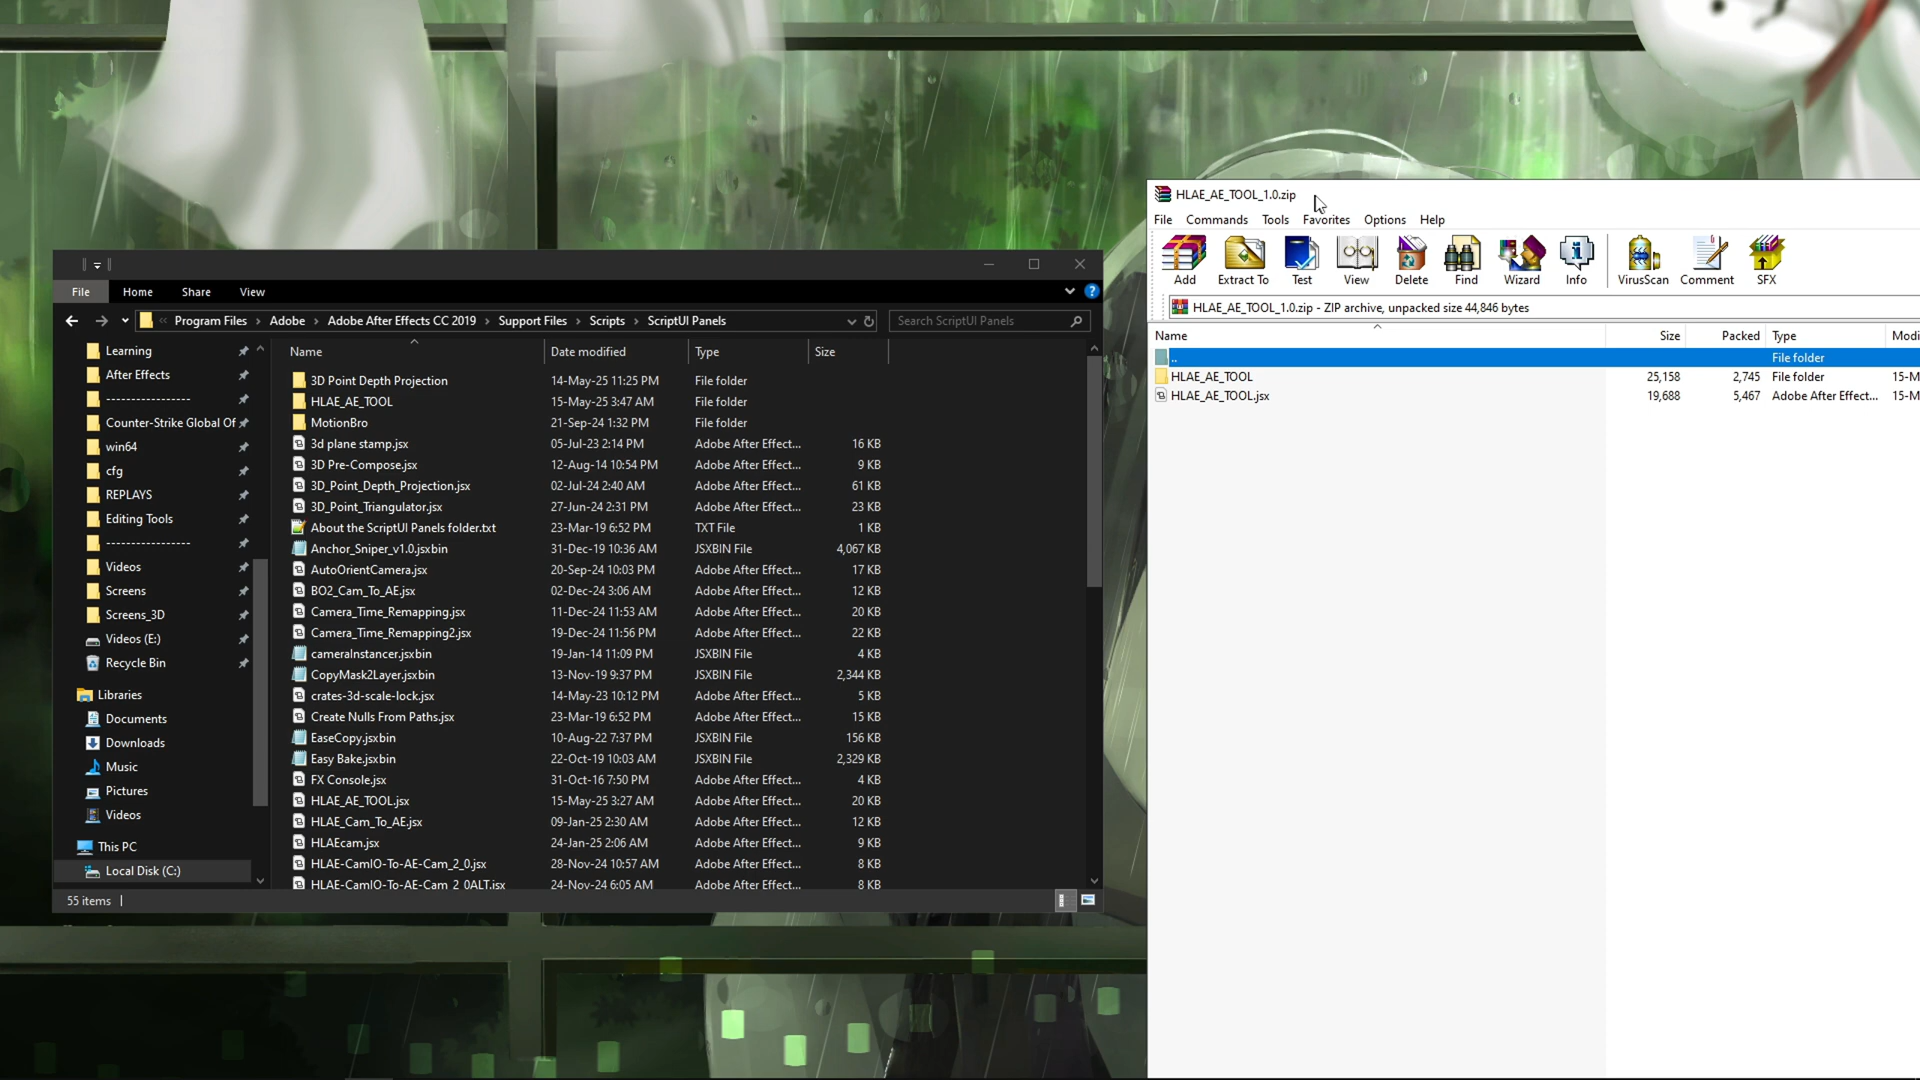 File Home Share View
Program Files > Adobe > Adobe After Effects CC 2019 > Support Files > Scripts > ScriptUI Panels
Search ScriptUI Panels
Learning
After Effects
-----------------
Counter-Strike Global Of
win64
cfg
REPLAYS
Editing Tools
-----------------
Videos
Screens
Screens_3D
Videos (E:)
Recycle Bin
Libraries
Documents
Downloads
Music
Pictures
Videos
This PC
Local Disk (C:)
Name Date modified Type Size
3D Point Depth Projection 14-May-25 11:25 PM File folder
HLAE_AE_TOOL 15-May-25 3:47 AM File folder
MotionBro 21-Sep-24 1:32 PM File folder
3d plane stamp.jsx 05-Jul-23 2:14 PM Adobe After Effect... 16 KB
3D Pre-Compose.jsx 12-Aug-14 10:54 PM Adobe After Effect... 9 KB
3D_Point_Depth_Projection.jsx 02-Jul-24 2:40 AM Adobe After Effect... 61 KB
3D_Point_Triangulator.jsx 27-Jun-24 2:31 PM Adobe After Effect... 23 KB
About the ScriptUI Panels folder.txt 23-Mar-19 6:52 PM TXT File 1 KB
Anchor_Sniper_v1.0.jsxbin 31-Dec-19 10:36 AM JSXBIN File 4,067 KB
AutoOrientCamera.jsx 20-Sep-24 10:03 PM Adobe After Effect... 17 KB
BO2_Cam_To_AE.jsx 02-Dec-24 3:06 AM Adobe After Effect... 12 KB
Camera_Time_Remapping.jsx 11-Dec-24 11:53 AM Adobe After Effect... 20 KB
Camera_Time_Remapping2.jsx 19-Dec-24 11:56 PM Adobe After Effect... 22 KB
cameraInstancer.jsxbin 19-Jan-14 11:09 PM JSXBIN File 4 KB
CopyMask2Layer.jsxbin 13-Nov-19 9:37 PM JSXBIN File 2,344 KB
crates-3d-scale-lock.jsx 14-May-23 10:12 PM Adobe After Effect... 5 KB
Create Nulls From Paths.jsx 23-Mar-19 6:52 PM Adobe After Effect... 15 KB
EaseCopy.jsxbin 10-Aug-22 7:37 PM JSXBIN File 156 KB
Easy Bake.jsxbin 22-Oct-19 10:03 AM JSXBIN File 2,329 KB
FX Console.jsx 31-Oct-16 7:50 PM Adobe After Effect... 4 KB
HLAE_AE_TOOL.jsx 15-May-25 3:27 AM Adobe After Effect... 20 KB
HLAE_Cam_To_AE.jsx 09-Jan-25 2:30 AM Adobe After Effect... 12 KB
HLAEcam.jsx 24-Jan-25 2:06 AM Adobe After Effect... 9 KB
HLAE-CamIO-To-AE-Cam_2_0.jsx 28-Nov-24 10:57 AM Adobe After Effect... 8 KB
HLAE-CamIO-To-AE-Cam_2_0ALT.jsx 24-Nov-24 6:05 AM Adobe After Effect... 8 KB
55 items
HLAE_AE_TOOL_1.0.zip
File Commands Tools Favorites Options Help
Add Extract To Test View Delete Find Wizard Info VirusScan Comment SFX
HLAE_AE_TOOL_1.0.zip - ZIP archive, unpacked size 44,846 bytes
Name Size Packed Type Modi
.. File folder
HLAE_AE_TOOL 25,158 2,745 File folder 15-M
HLAE_AE_TOOL.jsx 19,688 5,467 Adobe After Effect... 15-M